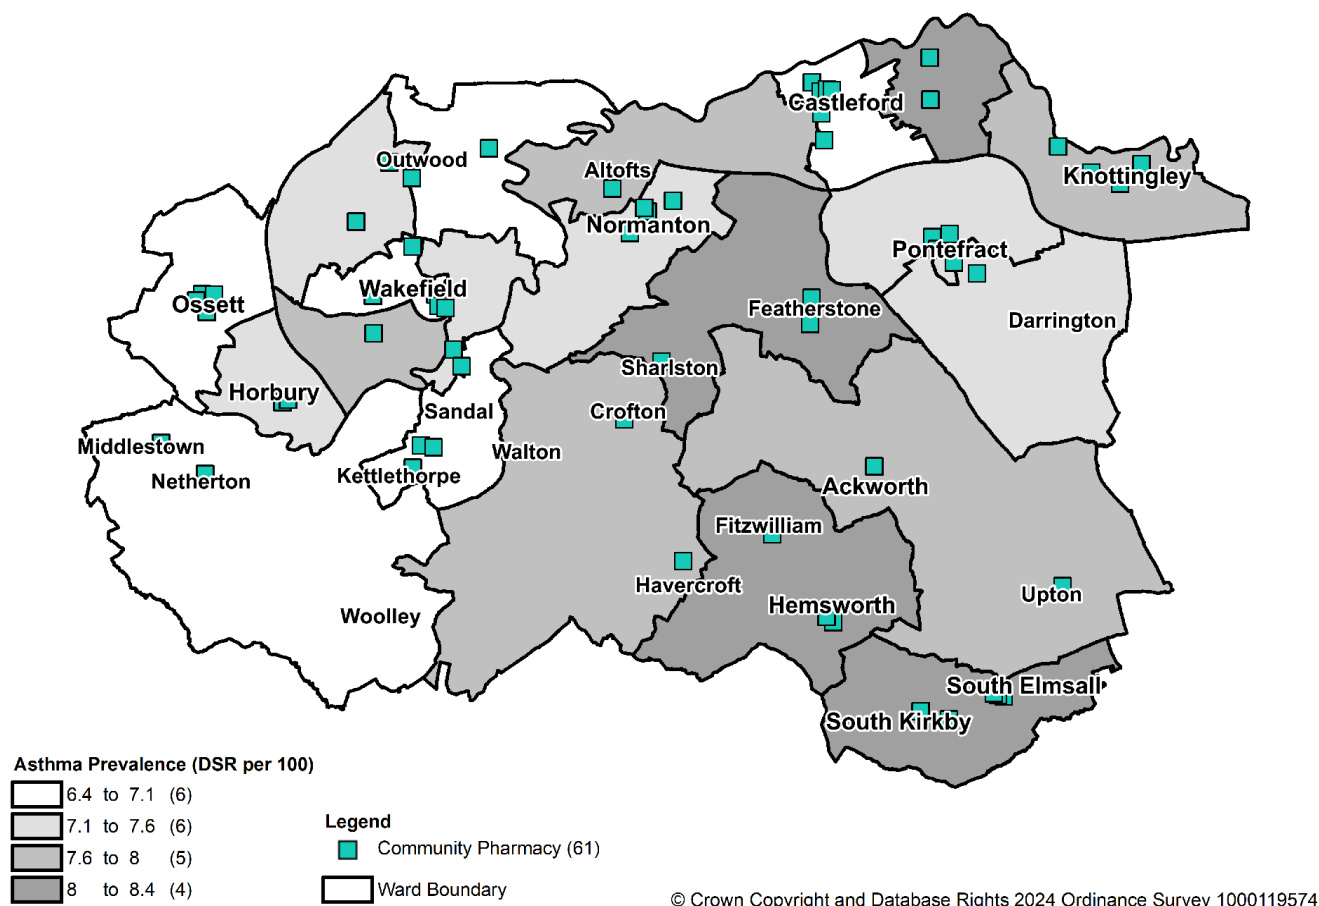 Castleford
Outwood
Altofts
Knottingley
Normanton
Pontefract
Wakefield
Ossett
Featherstone
Darrington
Sharlston
Horbury
Sandal
Crofton
Middlestown
Walton
Netherton
Kettlethorpe
Ackworth
Fitzwilliam
Havercroft
Upton
Hemsworth
Woolley
South Elmsall
South Kirkby
Asthma Prevalence (DSR per 100)
6.4 to 7.1 (6)
7.1 to 7.6 (6)
7.6 to 8 (5)
8 to 8.4 (4)
Legend
Community Pharmacy (61)
Ward Boundary
© Crown Copyright and Database Rights 2024 Ordinance Survey 1000119574